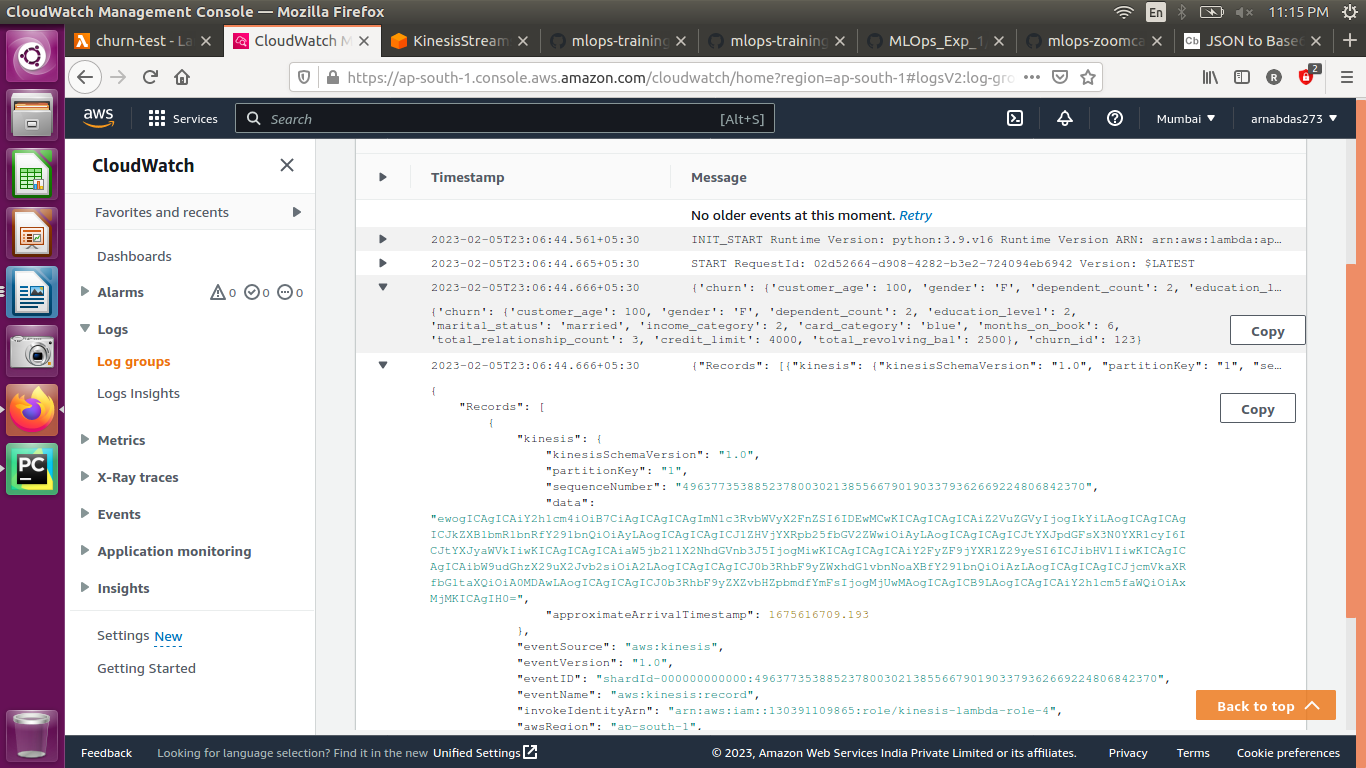 CloudWatch Management Console — Mozilla Firefox
En
11:15 PM
churn-test - La
CloudWatch M
KinesisStream
mlops-training
mlops-training
MLOps_Exp_1/
mlops-zoomca
JSON to Base6
https://ap-south-1.console.aws.amazon.com/cloudwatch/home?region=ap-south-1#logsV2:log-gro
2
aws
Services
Search
[Alt+S]
Mumbai
arnabdas273
CloudWatch
Favorites and recents
Dashboards
Alarms
0
0
0
Logs
Log groups
Logs Insights
Metrics
X-Ray traces
Events
Application monitoring
Insights
Settings New
Getting Started
Timestamp
Message
No older events at this moment. Retry
2023-02-05T23:06:44.561+05:30 INIT_START Runtime Version: python:3.9.v16 Runtime Version ARN: arn:aws:lambda:ap…
2023-02-05T23:06:44.665+05:30 START RequestId: 02d52664-d908-4282-b3e2-724094eb6942 Version: $LATEST
2023-02-05T23:06:44.666+05:30 {'churn': {'customer_age': 100, 'gender': 'F', 'dependent_count': 2, 'education_l…
{'churn': {'customer_age': 100, 'gender': 'F', 'dependent_count': 2, 'education_level': 2,
'marital_status': 'married', 'income_category': 2, 'card_category': 'blue', 'months_on_book': 6,
'total_relationship_count': 3, 'credit_limit': 4000, 'total_revolving_bal': 2500}, 'churn_id': 123}
Copy
2023-02-05T23:06:44.666+05:30 {"Records": [{"kinesis": {"kinesisSchemaVersion": "1.0", "partitionKey": "1", "se…
Copy
{
"Records": [
{
"kinesis": {
"kinesisSchemaVersion": "1.0",
"partitionKey": "1",
"sequenceNumber": "49637735388523780030213855667901903379362669224806842370",
"data":
"approximateArrivalTimestamp": 1675616709.193
},
"eventSource": "aws:kinesis",
"eventVersion": "1.0",
"eventID": "shardId-000000000000:49637735388523780030213855667901903379362669224806842370",
"eventName": "aws:kinesis:record",
"invokeIdentityArn": "arn:aws:iam::130391109865:role/kinesis-lambda-role-4",
"awsRegion": "ap-south-1",
Back to top
PC
Feedback
Looking for language selection? Find it in the new Unified Settings
© 2023, Amazon Web Services India Private Limited or its affiliates.
Privacy
Terms
Cookie preferences